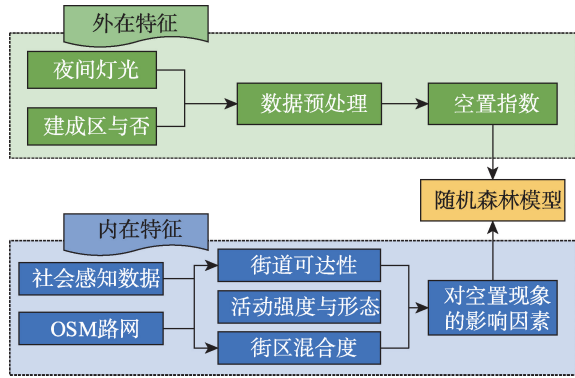 外在特征
夜间灯光
建成区与否
数据预处理
空置指数
随机森林模型
内在特征
社会感知数据
OSM路网
街道可达性
活动强度与形态
街区混合度
对空置现象
的影响因素